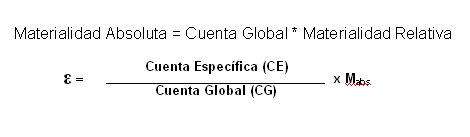 Materialidad Absoluta = Cuenta Global * Materialidad Relativa
Cuenta Específica (CE)
ε = ─────── x Mabs
Cuenta Global (CG)